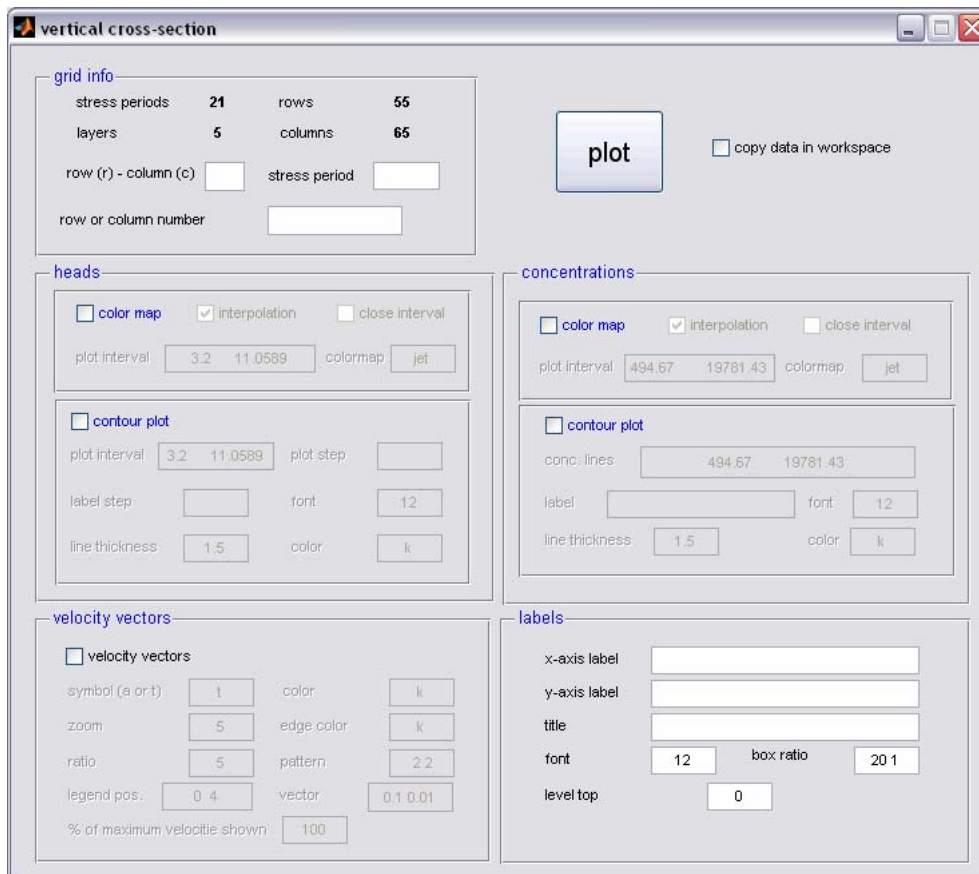 vertical cross-section
grid info
stress periods 21 rows 55
layers 5 columns 65
row (r) - column (c) stress period
row or column number
plot
copy data in workspace
heads
color map interpolation close interval
plot interval 3.2 11.0589 colormap jet
contour plot
plot interval 3.2 11.0589 plot step
label step font 12
line thickness 1.5 color k
concentrations
color map interpolation close interval
plot interval 494.67 19781.43 colormap jet
contour plot
conc. lines 494.67 19781.43
label font 12
line thickness 1.5 color k
velocity vectors
velocity vectors
symbol (a or t) t color k
zoom 5 edge color k
ratio 5 pattern 2 2
legend pos. 0 4 vector 0.1 0.01
% of maximum velocitie shown 100
labels
x-axis label
y-axis label
title
font 12 box ratio 20 1
level top 0